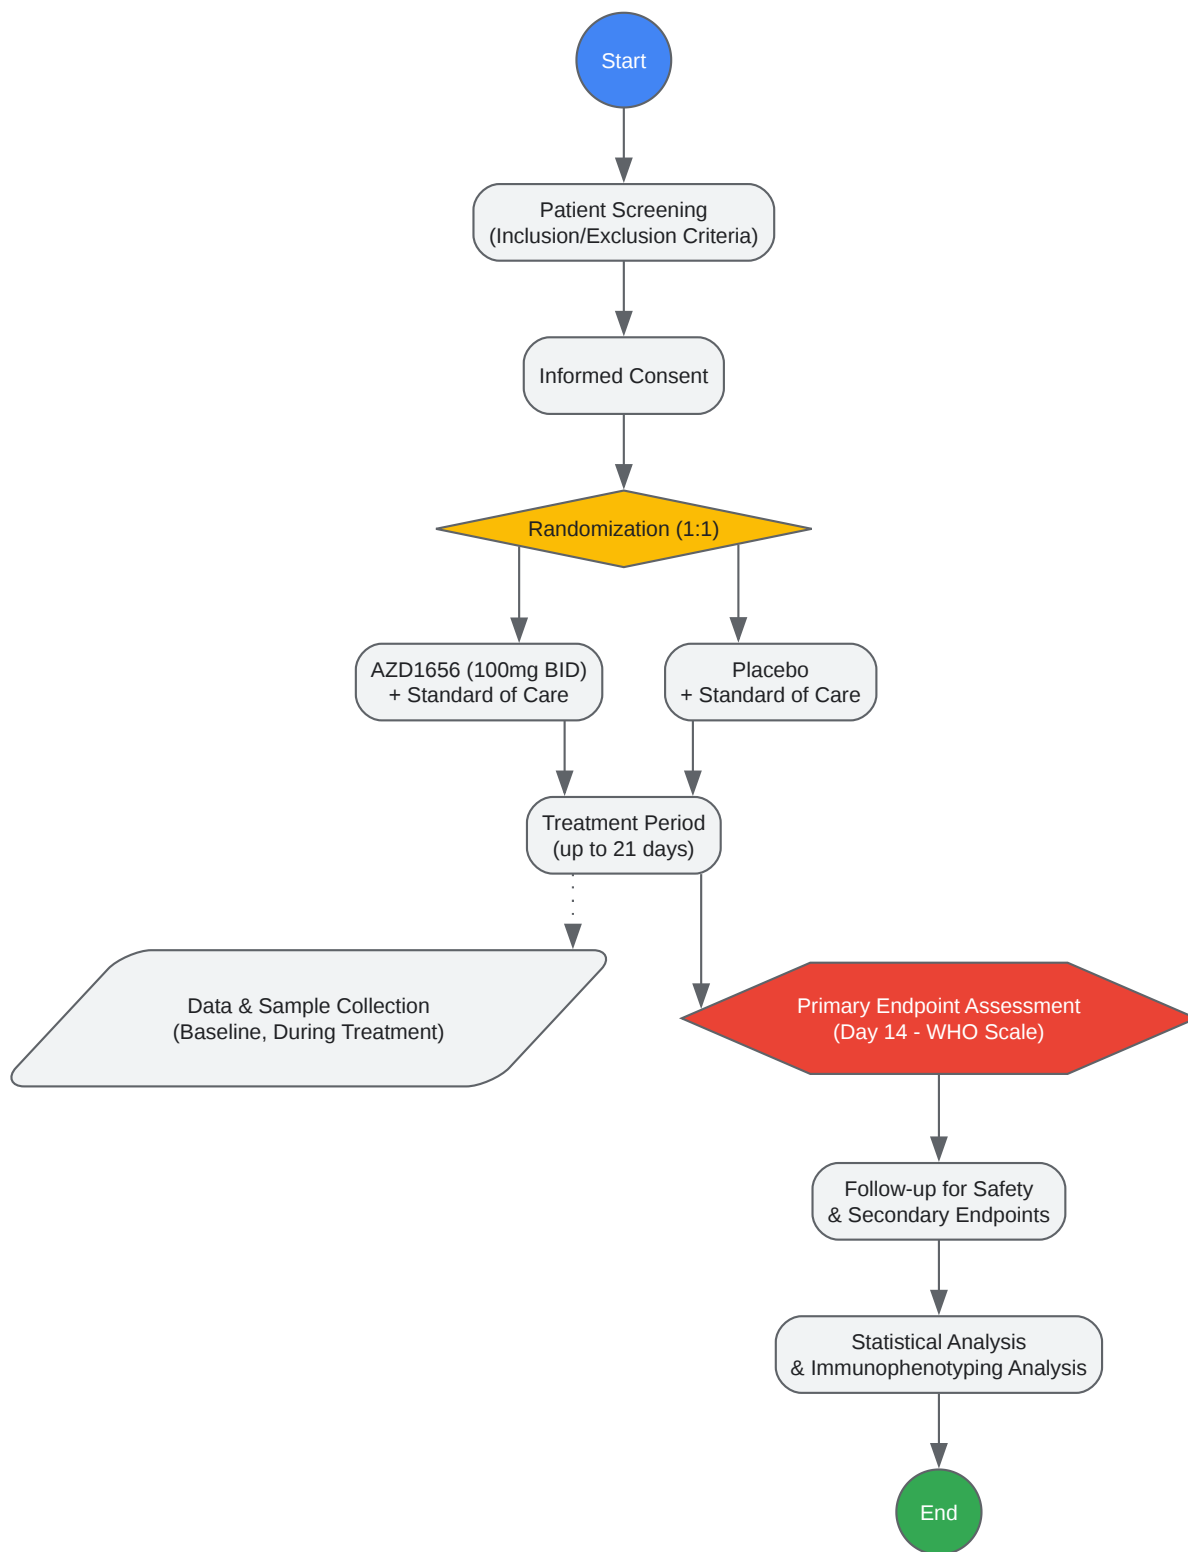 Start
Patient Screening
(Inclusion/Exclusion Criteria)
Informed Consent
Randomization (1:1)
AZD1656 (100mg BID)
+ Standard of Care
Placebo
+ Standard of Care
Treatment Period
(up to 21 days)
Data & Sample Collection
(Baseline, During Treatment)
Primary Endpoint Assessment
(Day 14 - WHO Scale)
Follow-up for Safety
& Secondary Endpoints
Statistical Analysis
& Immunophenotyping Analysis
End